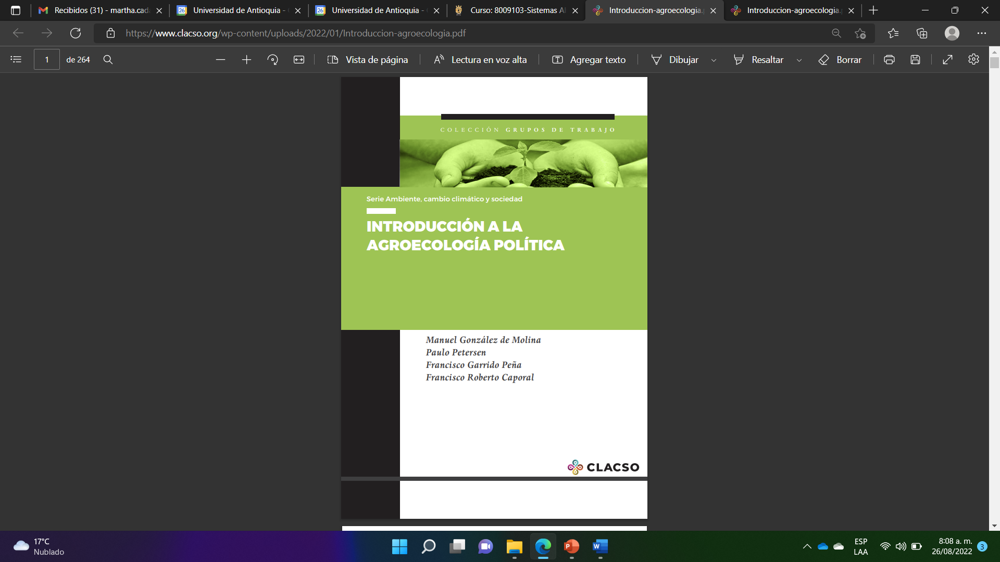 Recibidos (31) - martha.cad
Universidad de Antioquia -
Universidad de Antioquia -
Curso: 8009103-Sistemas Al
Introduccion-agroecologia.
Introduccion-agroecologia.
https://www.clacso.org/wp-content/uploads/2022/01/Introduccion-agroecologia.pdf
1 de 264
Vista de página
Lectura en voz alta
Agregar texto
Dibujar
Resaltar
Borrar
COLECCIÓN GRUPOS DE TRABAJO
Serie Ambiente, cambio climático y sociedad
INTRODUCCIÓN A LA
AGROECOLOGÍA POLÍTICA
Manuel González de Molina
Paulo Petersen
Francisco Garrido Peña
Francisco Roberto Caporal
CLACSO
17°C
Nublado
ESP
LAA
8:08 a. m.
26/08/2022
3